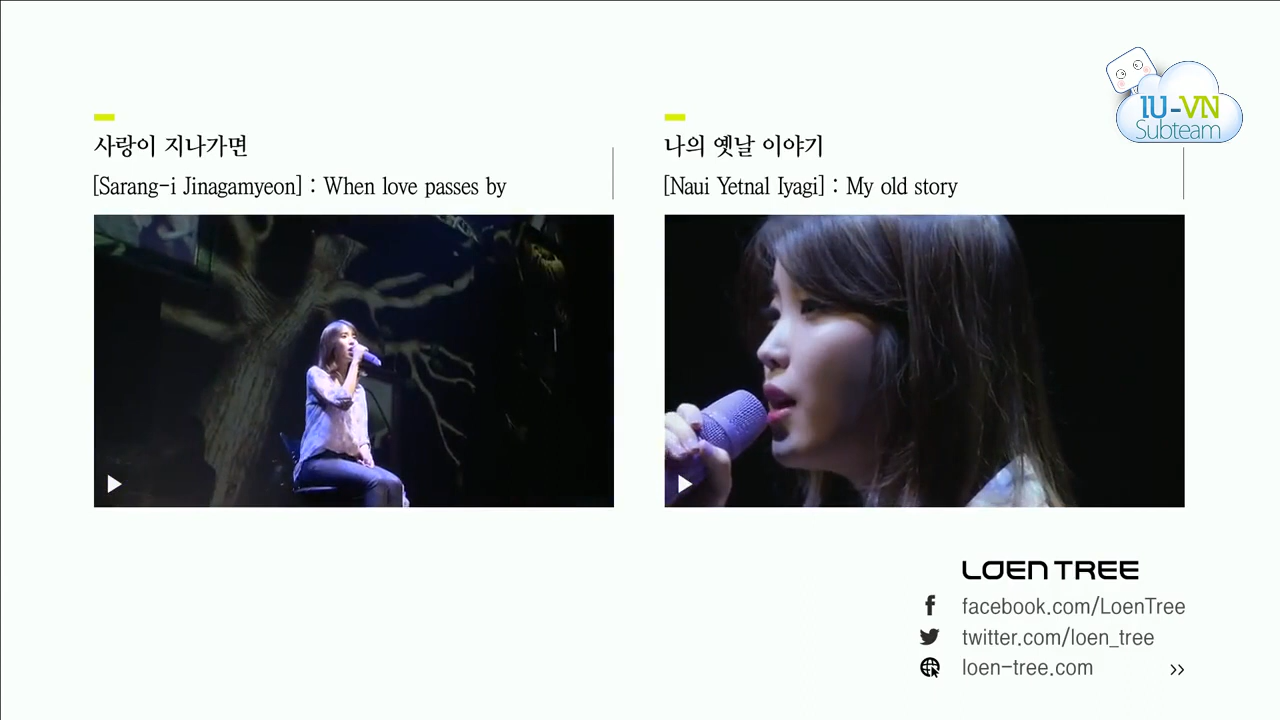 IU-VN
Subteam
사랑이 지나가면
[Sarang-i Jinagamyeon] : When love passes by
나의 옛날 이야기
[Naui Yetnal Iyagi] : My old story
LOEN TREE
facebook.com/LoenTree
twitter.com/loen_tree
loen-tree.com >>